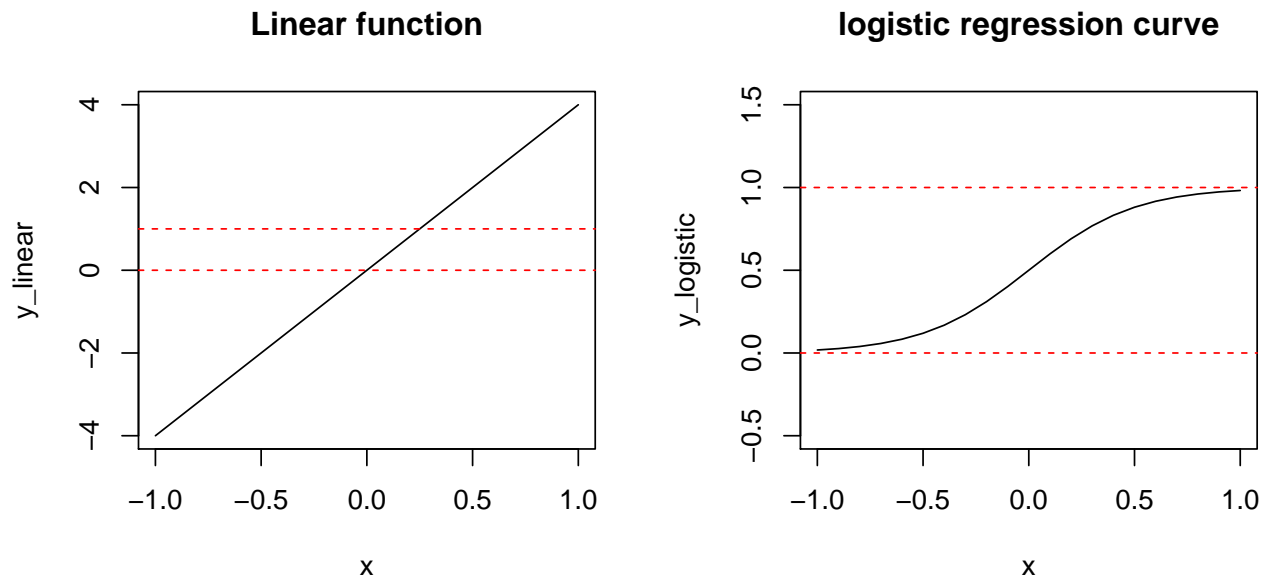 Linear function
y_linear
4
2
0
−2
−4
−1.0 −0.5 0.0 0.5 1.0
x
logistic regression curve
y_logistic
1.5
1.0
0.5
0.0
−0.5
−1.0 −0.5 0.0 0.5 1.0
x